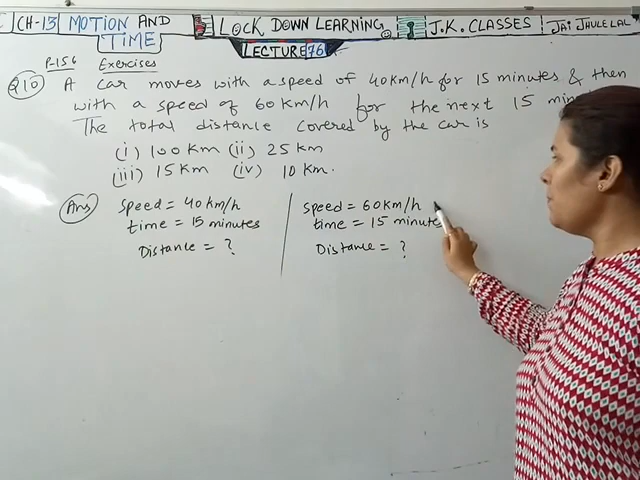 CH-13 MOTION AND TIME
LOCK DOWN LEARNING
LECTURE 76
J.K. CLASSES
JAI JHULELAL
P-156 Exercises
Q10 A car moves with a speed of 40 km/h for 15 minutes & then
with a speed of 60 km/h for the next 15
The total distance covered by the car is
(i) 100 km (ii) 25 km
(iii) 15 km (iv) 10 km.
Ans Speed = 40 km/h
time = 15 minutes
Distance = ?
Speed = 60 km/h
time = 15 minute
Distance = ?